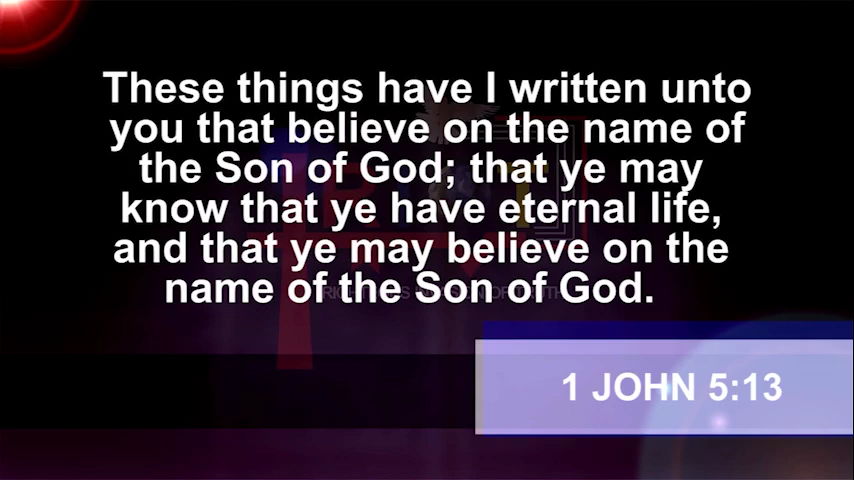 These things have I written unto
you that believe on the name of
the Son of God; that ye may
know that ye have eternal life,
and that ye may believe on the
name of the Son of God.
1 JOHN 5:13